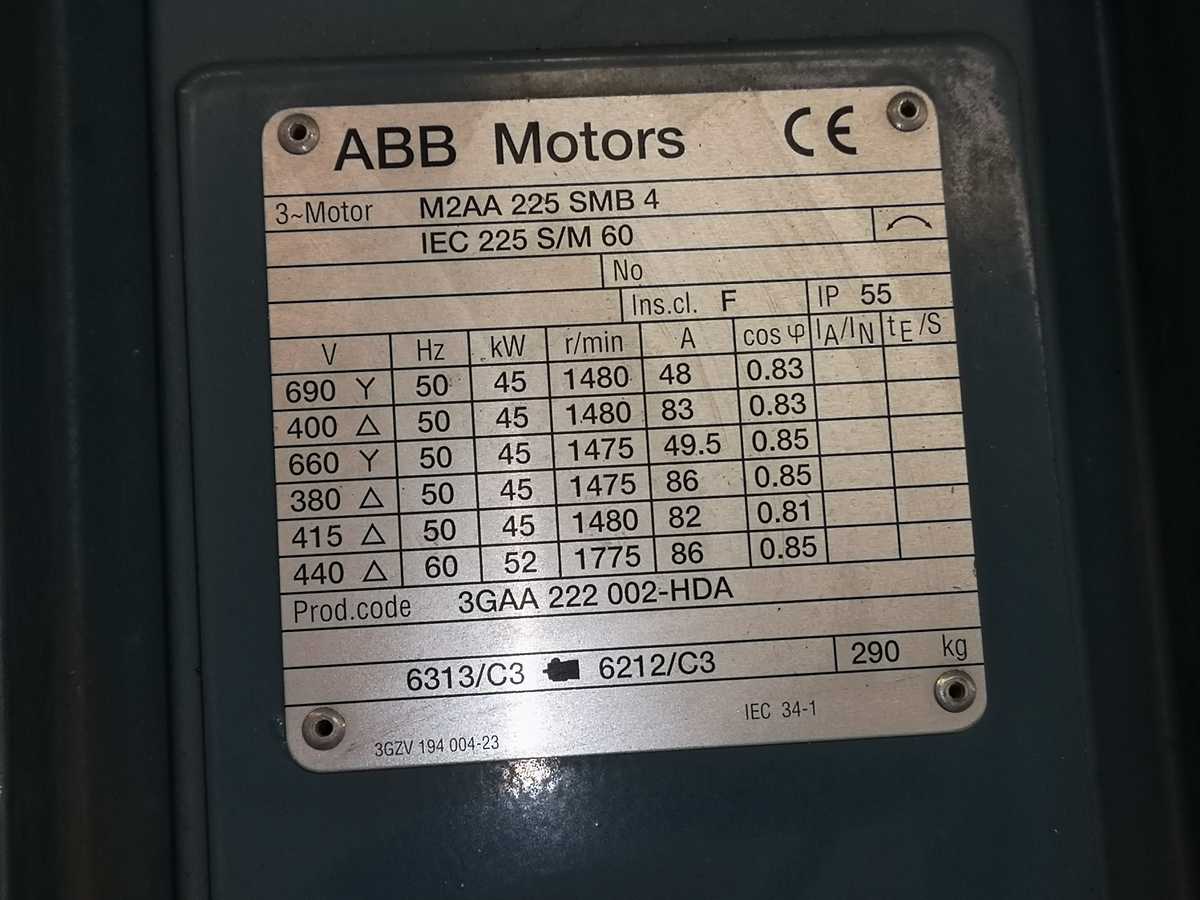 ABB Motors CE
3~Motor M2AA 225 SMB 4
IEC 225 S/M 60
No
Ins.cl. F IP 55
V Hz kW r/min A cos φ IA/IN tE/S
690 Y 50 45 1480 48 0.83
400 △ 50 45 1480 83 0.83
660 Y 50 45 1475 49.5 0.85
380 △ 50 45 1475 86 0.85
415 △ 50 45 1480 82 0.81
440 △ 60 52 1775 86 0.85
Prod.code 3GAA 222 002-HDA
6313/C3 6212/C3 290 kg
IEC 34-1
3GZV 194 004-23